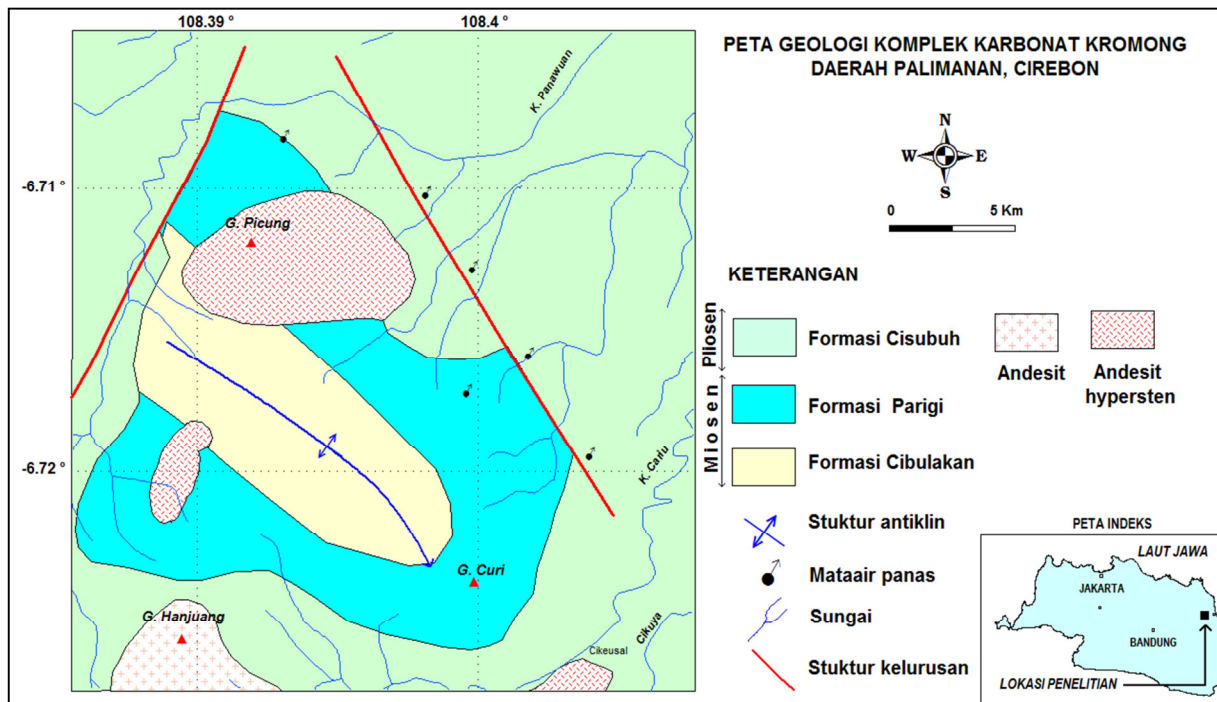 108.39 °
108.4 °
-6.71 °
-6.72 °
K. Panawuan
G. Picung
K. Cariu
G. Curi
G. Hanjuang
Cikeusal
Cikuya
PETA GEOLOGI KOMPLEK KARBONAT KROMONG
DAERAH PALIMANAN, CIREBON
N
W E
S
0 5 Km
KETERANGAN
Pliosen
Miosen
Formasi Cisubuh
Formasi Parigi
Formasi Cibulakan
Andesit
Andesit
hypersten
Stuktur antiklin
Mataair panas
Sungai
Stuktur kelurusan
PETA INDEKS
LAUT JAWA
JAKARTA
BANDUNG
LOKASI PENELITIAN